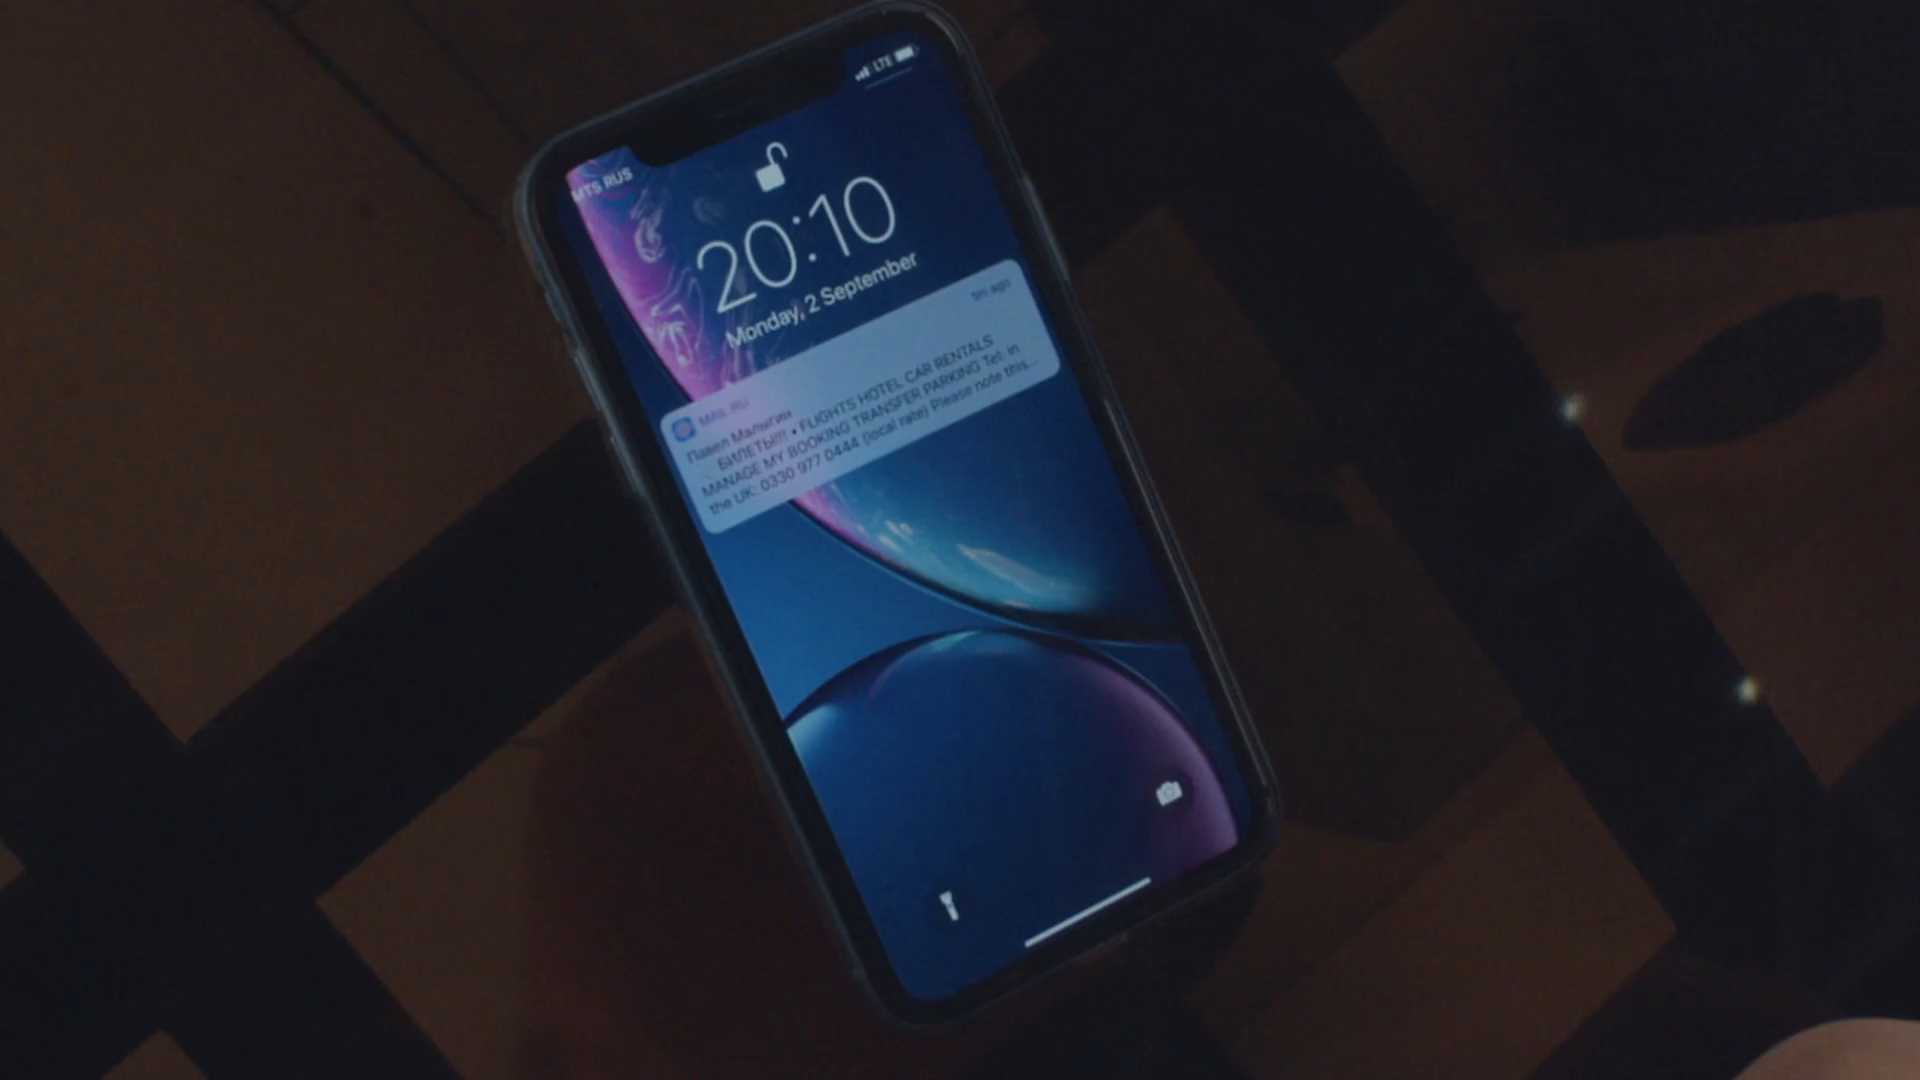 MTS RUS
LTE
20:10
Monday, 2 September
MAIL.RU
1m ago
Павел Малыгин
БИЛЕТЫ!!! • FLIGHTS HOTEL CAR RENTALS
MANAGE MY BOOKING TRANSFER PARKING Tel: in
the UK: 0330 977 0444 (local rate) Please note this...